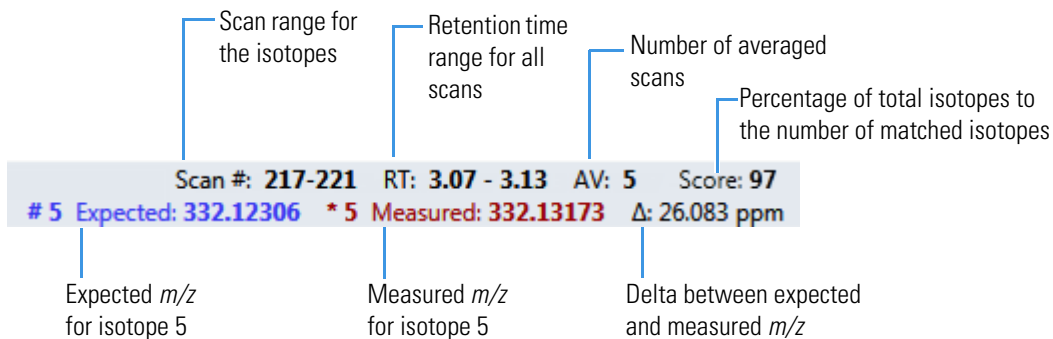 Scan range for
the isotopes
Retention time
range for all
scans
Number of averaged
scans
Percentage of total isotopes to
the number of matched isotopes
Scan #: 217-221 RT: 3.07 - 3.13 AV: 5 Score: 97
# 5 Expected: 332.12306 * 5 Measured: 332.13173 Δ: 26.083 ppm
Expected m/z
for isotope 5
Measured m/z
for isotope 5
Delta between expected
and measured m/z